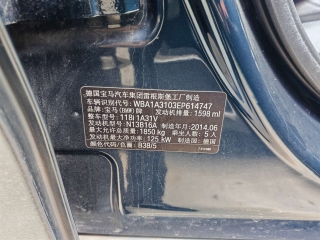 德国宝马汽车集团雷根斯堡工厂制造
车辆识别代号: WBA1A3103EP614747
品牌: 宝马(BMW)牌 发动机排量: 1598 ml
整车型号: 118i 1A31V
发动机型号: N13B16A 制造年月: 2014.06
最大允许总质量: 1850 kg 乘坐人数: 5 人
发动机最大净功率: 125 kW 制造国: 德国
颜色代码/总重: B38/5